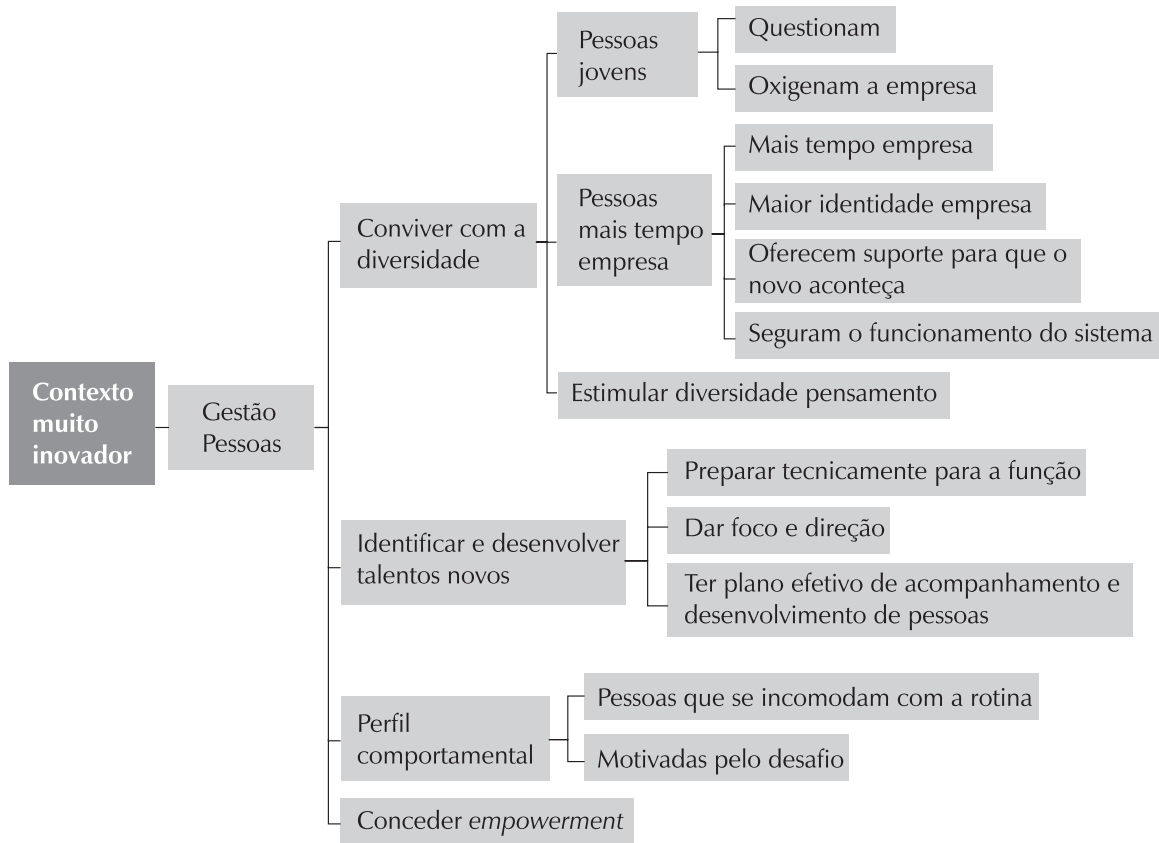 Contexto
muito
inovador
Gestão
Pessoas
Conviver com a
diversidade
Pessoas
jovens
Questionam
Oxigenam a empresa
Pessoas
mais tempo
empresa
Mais tempo empresa
Maior identidade empresa
Oferecem suporte para que o
novo aconteça
Seguram o funcionamento do sistema
Estimular diversidade pensamento
Identificar e desenvolver
talentos novos
Preparar tecnicamente para a função
Dar foco e direção
Ter plano efetivo de acompanhamento e
desenvolvimento de pessoas
Perfil
comportamental
Pessoas que se incomodam com a rotina
Motivadas pelo desafio
Conceder empowerment